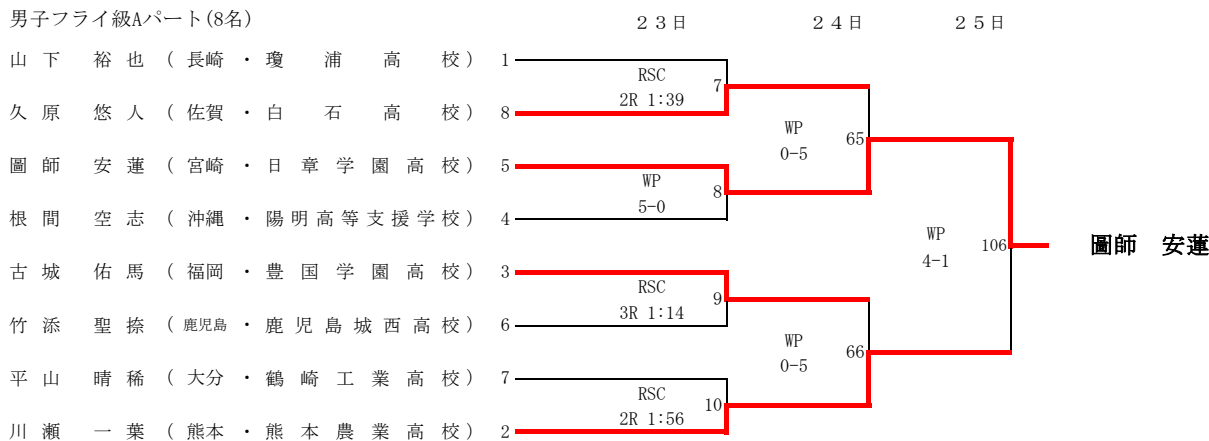 男子フライ級Aパート(8名) ２３日 ２４日 ２５日
山下 裕也 ( 長崎 ・ 瓊浦高校 ) 1
RSC 7
2R 1:39
久原 悠人 ( 佐賀 ・ 白石高校 ) 8
WP 65
0-5
圖師 安蓮 ( 宮崎 ・ 日章学園高校 ) 5
WP 8
5-0
根間 空志 ( 沖縄 ・ 陽明高等支援学校 ) 4
WP 106 圖師 安蓮
4-1
古城 佑馬 ( 福岡 ・ 豊国学園高校 ) 3
RSC 9
3R 1:14
竹添 聖捺 ( 鹿児島 ・ 鹿児島城西高校 ) 6
WP 66
0-5
平山 晴稀 ( 大分 ・ 鶴崎工業高校 ) 7
RSC 10
2R 1:56
川瀬 一葉 ( 熊本 ・ 熊本農業高校 ) 2